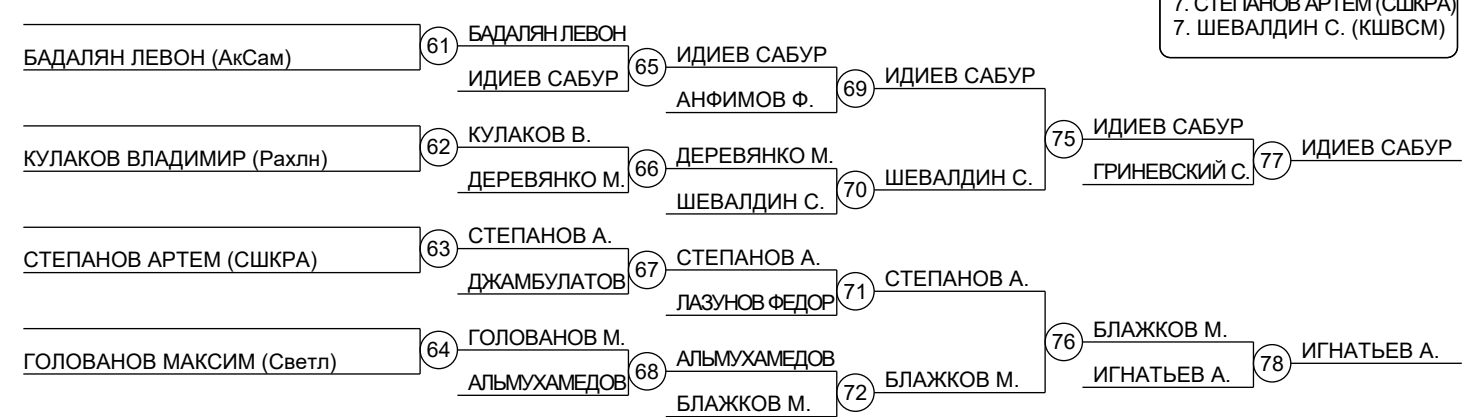 7. СТЕПАНОВ АРТЕМ (СШКРА)
7. ШЕВАЛДИН С. (КШВСМ)
БАДАЛЯН ЛЕВОН (АкСам)
61
БАДАЛЯН ЛЕВОН
ИДИЕВ САБУР
65
ИДИЕВ САБУР
АНФИМОВ Ф.
69
ИДИЕВ САБУР
КУЛАКОВ ВЛАДИМИР (Рахлн)
62
КУЛАКОВ В.
ДЕРЕВЯНКО М.
66
ДЕРЕВЯНКО М.
ШЕВАЛДИН С.
70
ШЕВАЛДИН С.
75
ИДИЕВ САБУР
ГРИНЕВСКИЙ С.
77
ИДИЕВ САБУР
СТЕПАНОВ АРТЕМ (СШКРА)
63
СТЕПАНОВ А.
ДЖАМБУЛАТОВ
67
СТЕПАНОВ А.
ЛАЗУНОВ ФЕДОР
71
СТЕПАНОВ А.
ГОЛОВАНОВ МАКСИМ (Светл)
64
ГОЛОВАНОВ М.
АЛЬМУХАМЕДОВ
68
АЛЬМУХАМЕДОВ
БЛАЖКОВ М.
72
БЛАЖКОВ М.
76
БЛАЖКОВ М.
ИГНАТЬЕВ А.
78
ИГНАТЬЕВ А.